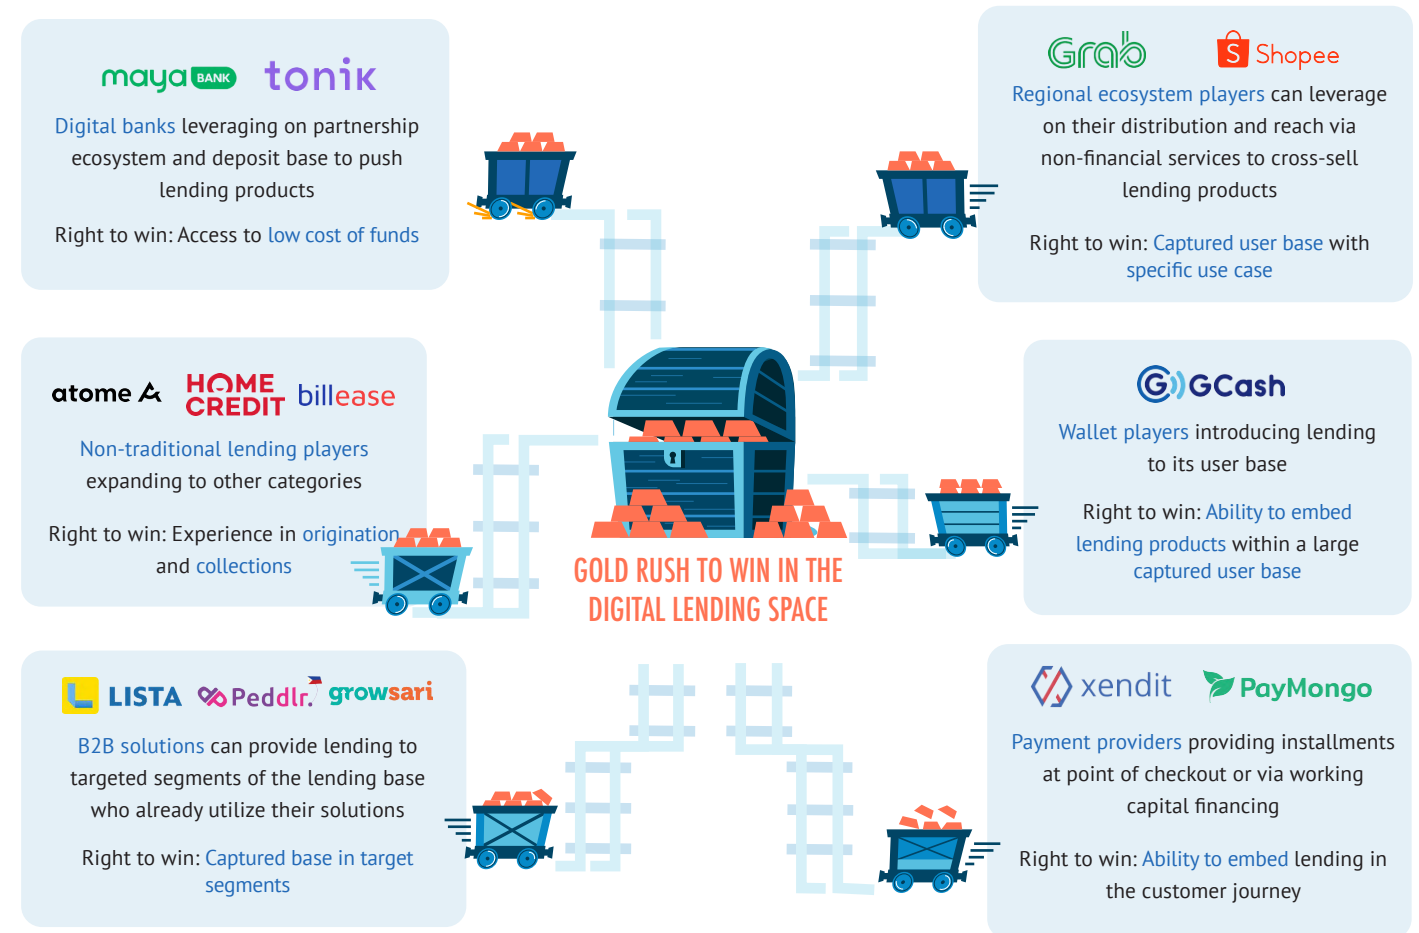 maya BANK tonik
Digital banks leveraging on partnership
ecosystem and deposit base to push
lending products
Right to win: Access to low cost of funds
Grab S Shopee
Regional ecosystem players can leverage
on their distribution and reach via
non-financial services to cross-sell
lending products
Right to win: Captured user base with
specific use case
atome A HOME CREDIT billease
Non-traditional lending players
expanding to other categories
Right to win: Experience in origination
and collections
G GCash
Wallet players introducing lending
to its user base
Right to win: Ability to embed
lending products within a large
captured user base
GOLD RUSH TO WIN IN THE
DIGITAL LENDING SPACE
L LISTA Peddlr. growsari
B2B solutions can provide lending to
targeted segments of the lending base
who already utilize their solutions
Right to win: Captured base in target
segments
xendit PayMongo
Payment providers providing installments
at point of checkout or via working
capital financing
Right to win: Ability to embed lending in
the customer journey